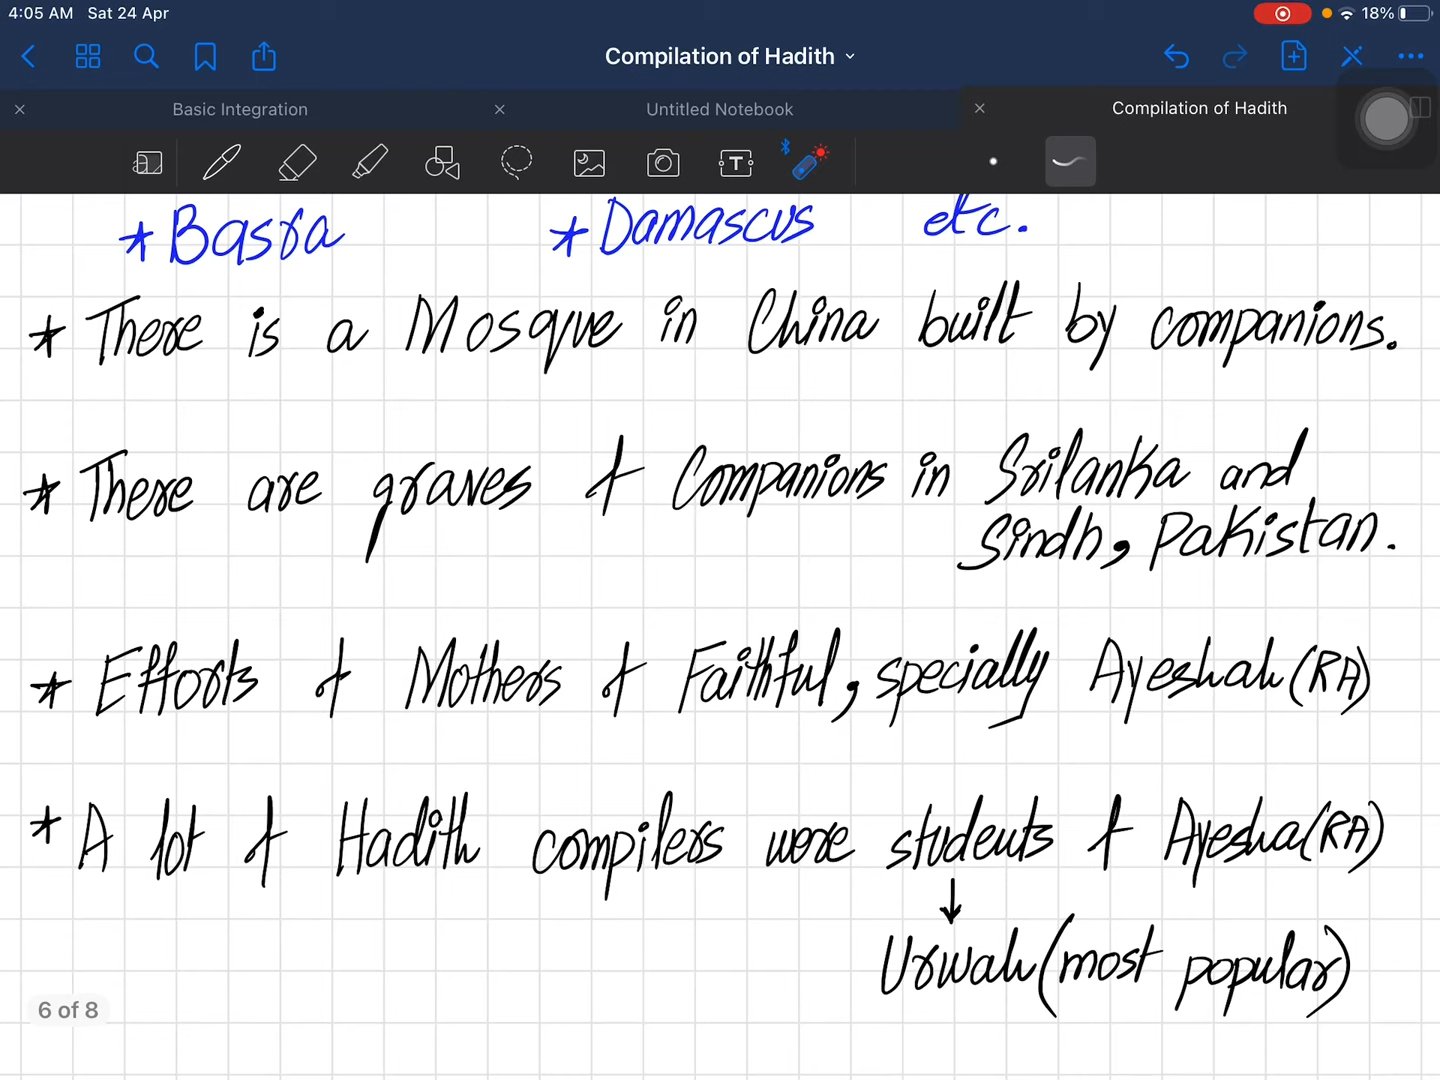 4:05 AM Sat 24 Apr 18%
Compilation of Hadith
Basic Integration Untitled Notebook Compilation of Hadith
T
* Basra * Damascus etc.
* There is a Mosque in China built by companions.
* There are graves of Companions in Srilanka and
Sindh, Pakistan.
* Efforts of Mothers of Faithful, specially Ayeshah (RA)
* A lot of Hadith compilers were students of Ayesha (RA)
↓
Urwah (most popular)
6 of 8